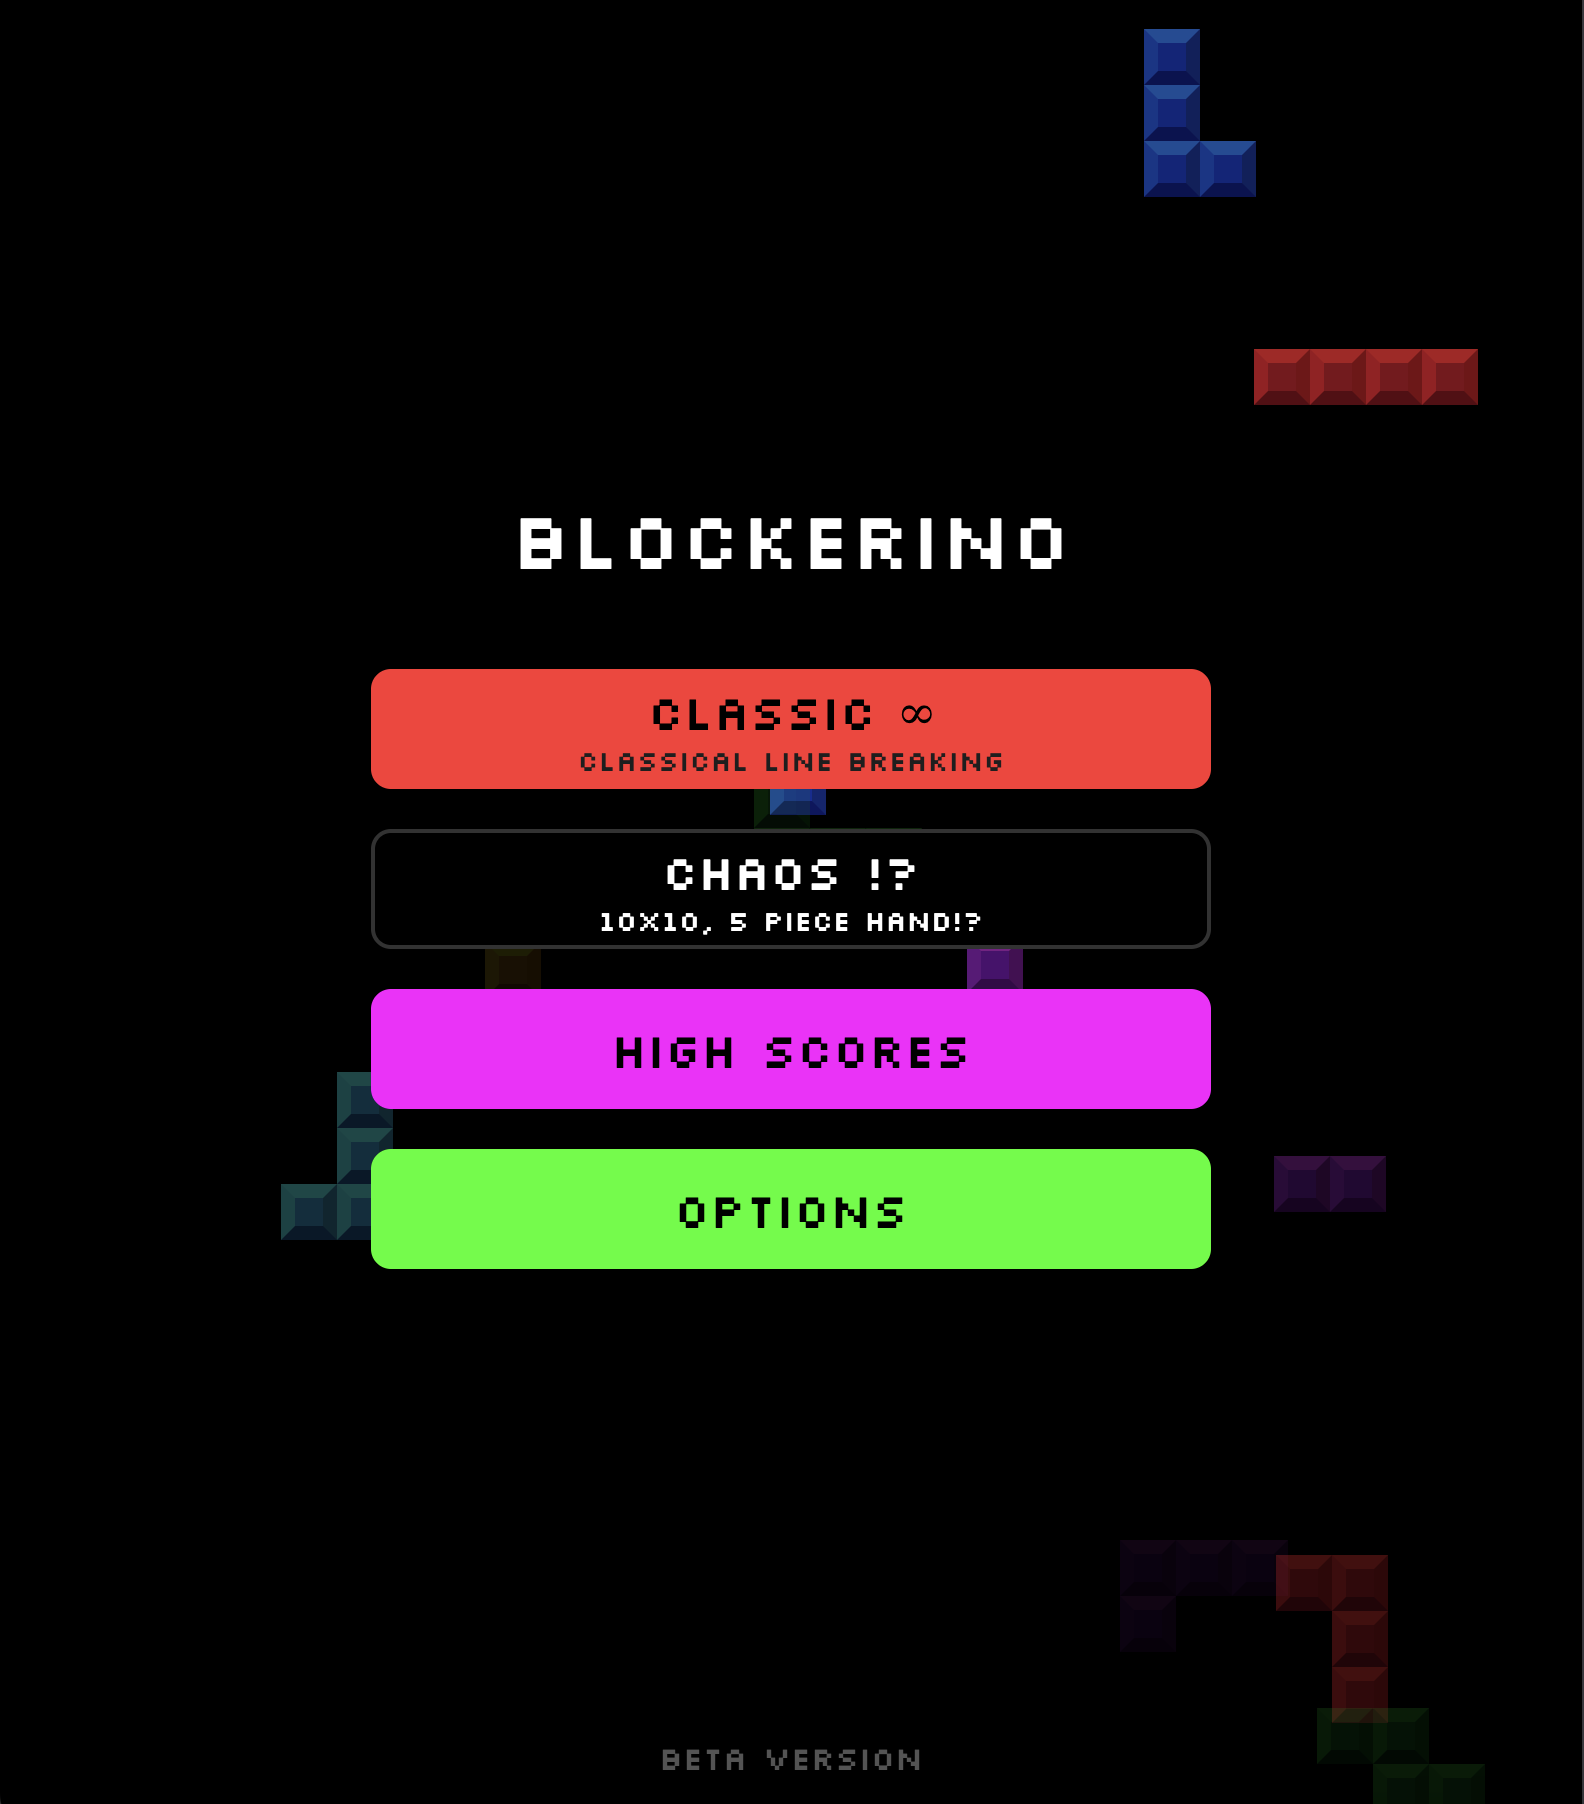 BLOCKERINO
CLASSIC ∞
CLASSICAL LINE BREAKING
CHAOS !?
10X10, 5 PIECE HAND!?
HIGH SCORES
OPTIONS
BETA VERSION